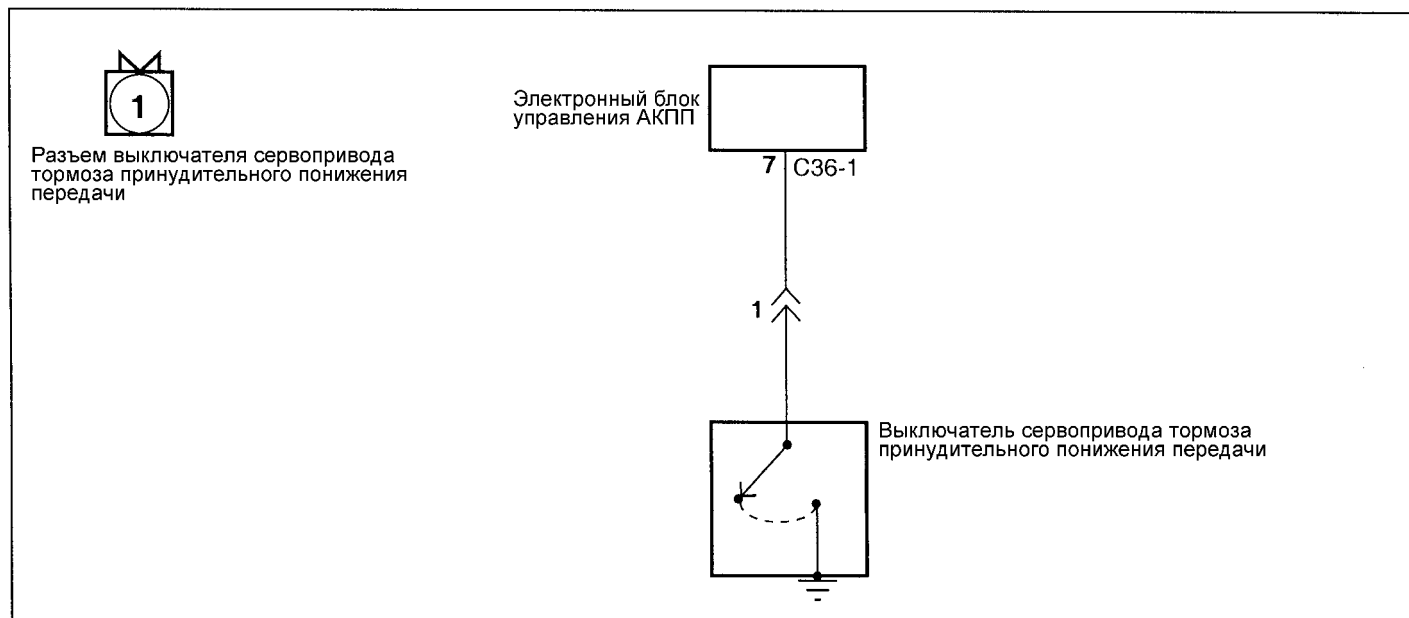 1
Разъем выключателя сервопривода
тормоза принудительного понижения
передачи
Электронный блок
управления АКПП
7 C36-1
1
Выключатель сервопривода тормоза
принудительного понижения передачи